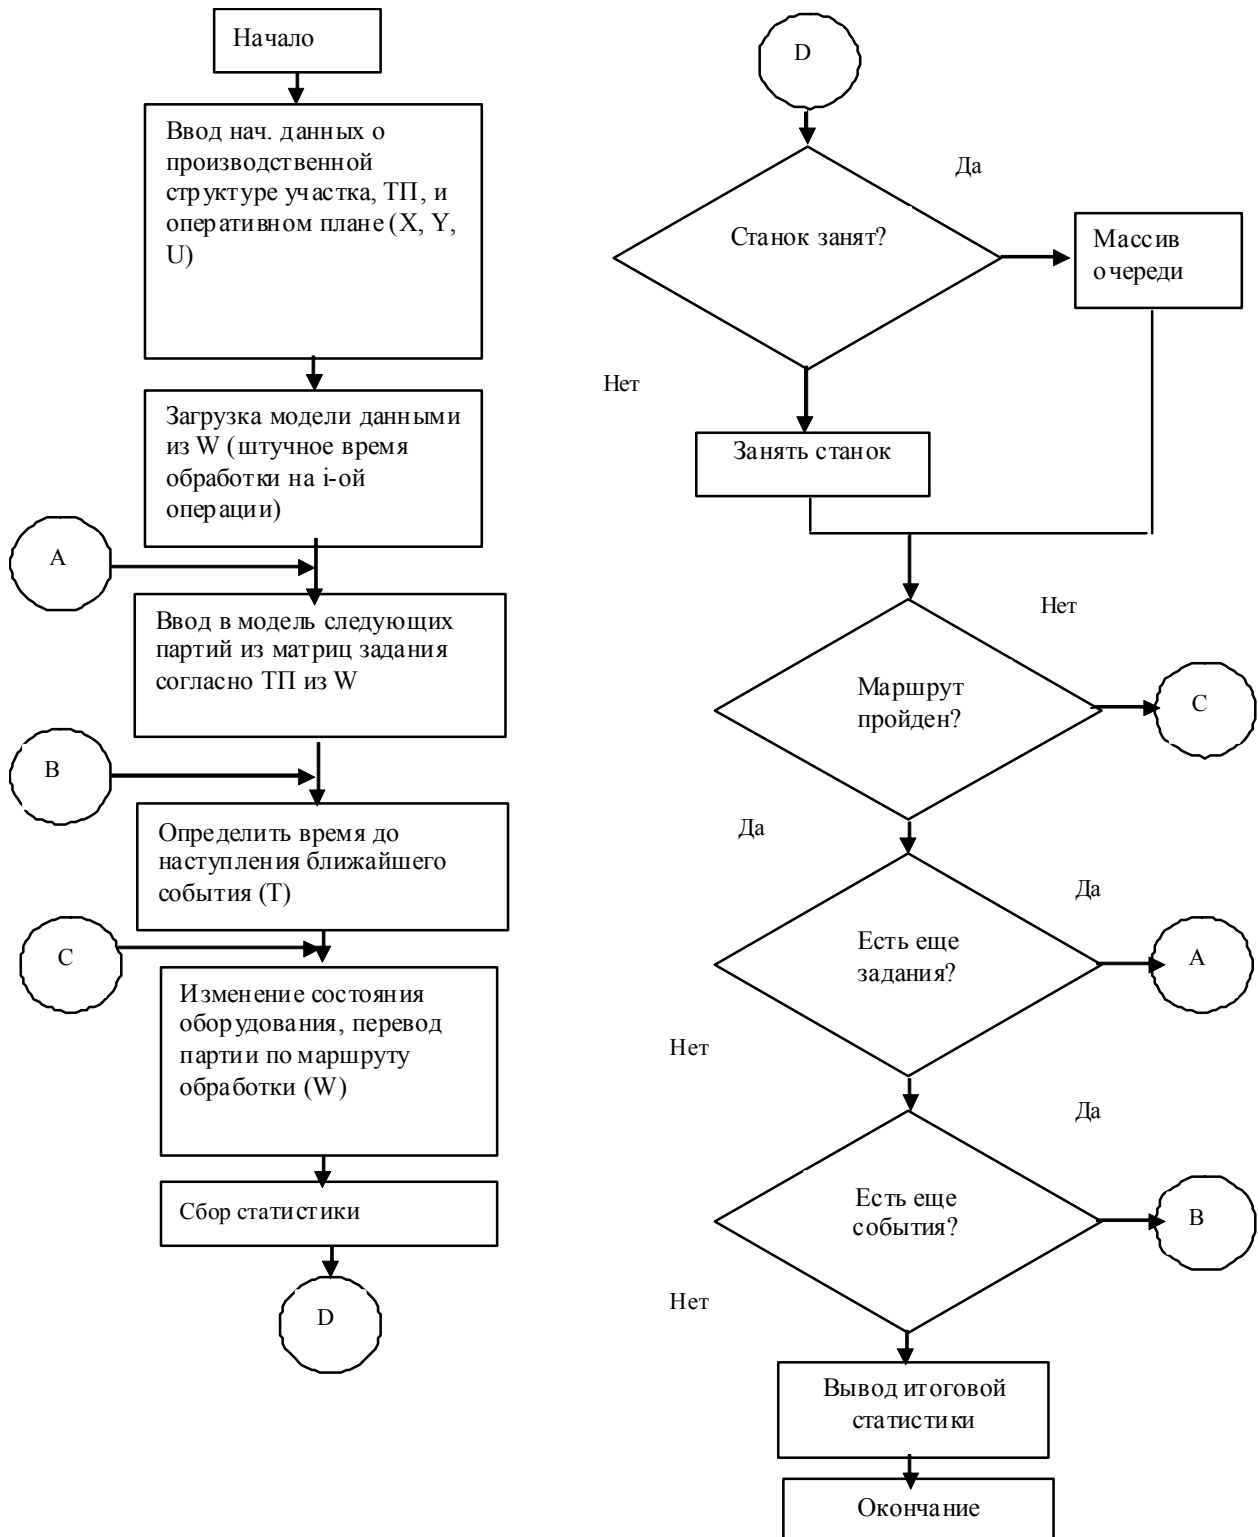 Начало
Ввод нач. данных о
производственной
структуре участка, ТП, и
оперативном плане (X, Y,
U)
Загрузка модели данными
из W (штучное время
обработки на i-ой
операции)
A
Ввод в модель следующих
партий из матриц задания
согласно ТП из W
B
Определить время до
наступления ближайшего
события (T)
C
Изменение состояния
оборудования, перевод
партии по маршруту
обработки (W)
Сбор статистики
D
D
Да
Станок занят?
Массив
очереди
Нет
Занять станок
Нет
Маршрут
пройден?
C
Да
Да
Есть еще
задания?
A
Нет
Да
Есть еще
события?
B
Нет
Вывод итоговой
статистики
Окончание